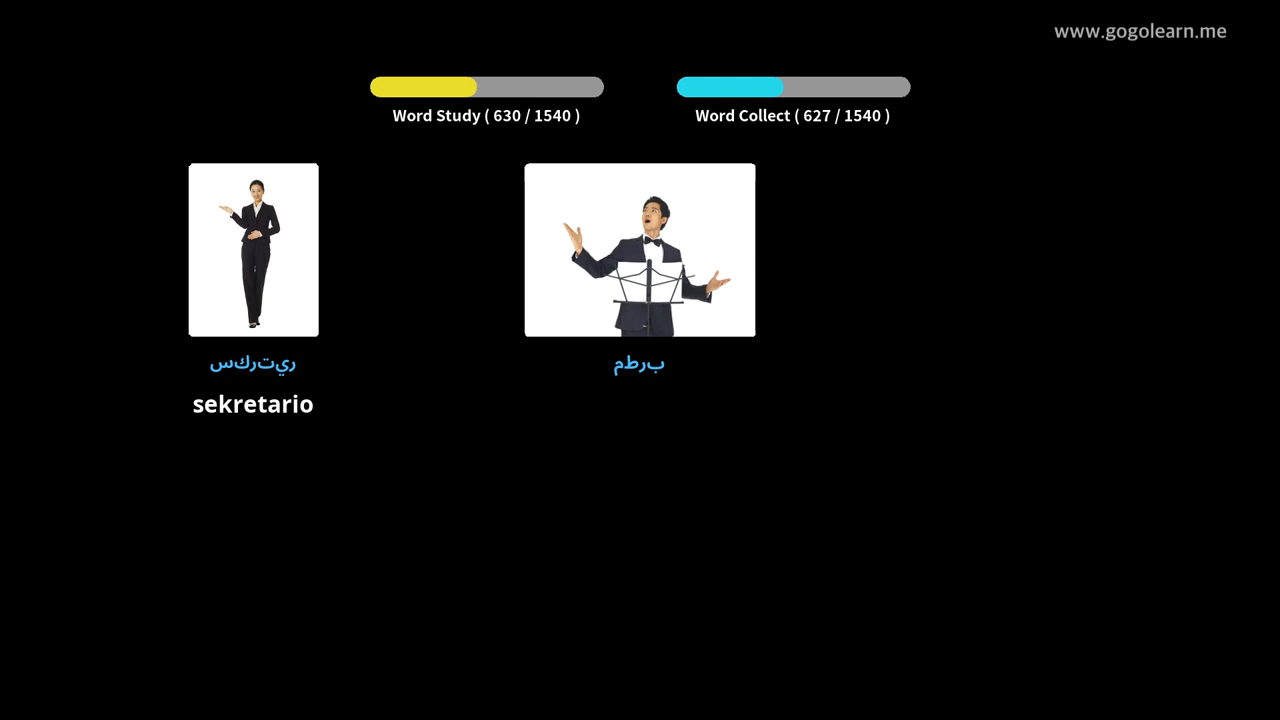 www.gogolearn.me
Word Study ( 630 / 1540 )
Word Collect ( 627 / 1540 )
سكرتير
مطرب
sekretario